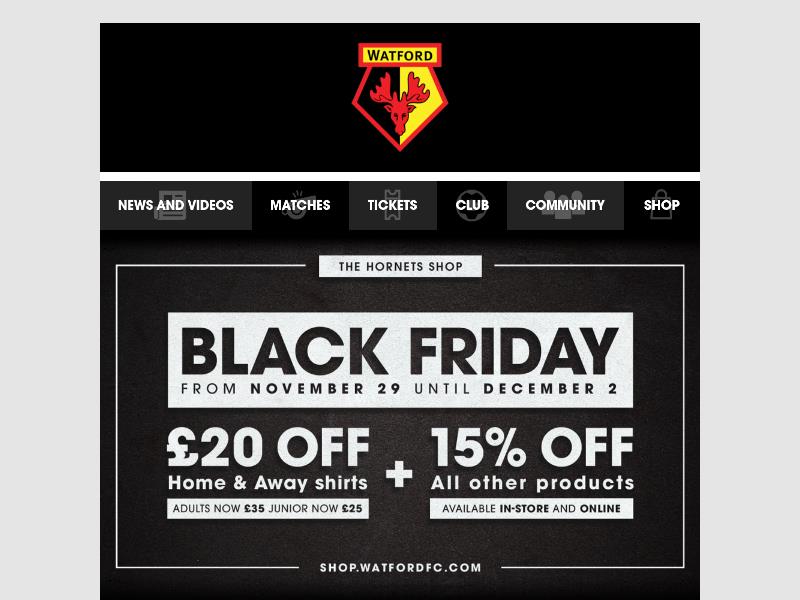 WATFORD
NEWS AND VIDEOS MATCHES TICKETS CLUB COMMUNITY SHOP
THE HORNETS SHOP
BLACK FRIDAY
FROM NOVEMBER 29 UNTIL DECEMBER 2
£20 OFF + 15% OFF
Home & Away shirts All other products
ADULTS NOW £35 JUNIOR NOW £25 AVAILABLE IN-STORE AND ONLINE
SHOP.WATFORDFC.COM